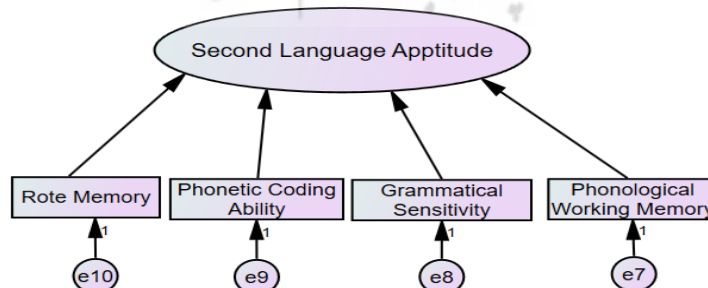 Second Language Apptitude
Rote Memory
Phonetic Coding
Ability
Grammatical
Sensitivity
Phonological
Working Memory
1
1
1
1
e10
e9
e8
e7